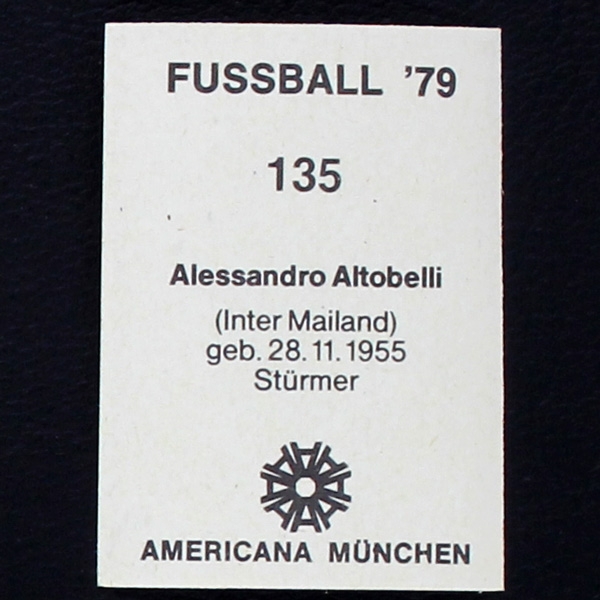 FUSSBALL '79
135
Alessandro Altobelli
(Inter Mailand)
geb. 28. 11. 1955
Stürmer
AMERICANA MÜNCHEN